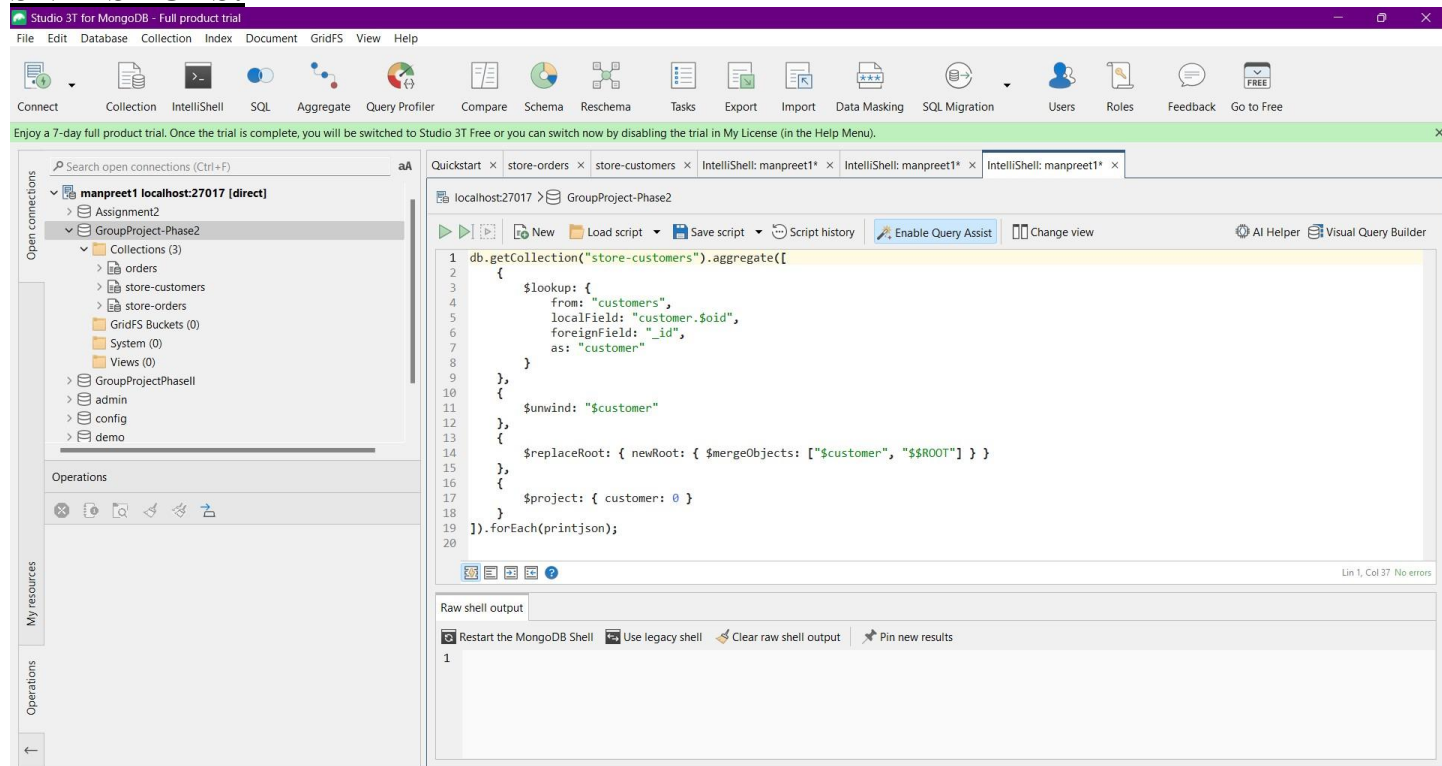 Studio 3T for MongoDB - Full product trial
File Edit Database Collection Index Document GridFS View Help
Connect Collection IntelliShell SQL Aggregate Query Profiler Compare Schema Reschema Tasks Export Import Data Masking SQL Migration Users Roles Feedback Go to Free
FREE
Enjoy a 7-day full product trial. Once the trial is complete, you will be switched to Studio 3T Free or you can switch now by disabling the trial in My License (in the Help Menu).
Open connections
Search open connections (Ctrl+F) aA
manpreet1 localhost:27017 [direct]
Assignment2
GroupProject-Phase2
Collections (3)
orders
store-customers
store-orders
GridFS Buckets (0)
System (0)
Views (0)
GroupProjectPhaseII
admin
config
demo
Operations
My resources
Operations
Quickstart store-orders store-customers IntelliShell: manpreet1* IntelliShell: manpreet1* IntelliShell: manpreet1*
localhost:27017 > GroupProject-Phase2
New Load script Save script Script history Enable Query Assist Change view AI Helper Visual Query Builder
1 db.getCollection("store-customers").aggregate([
2 {
3 $lookup: {
4 from: "customers",
5 localField: "customer.$oid",
6 foreignField: "_id",
7 as: "customer"
8 }
9 },
10 {
11 $unwind: "$customer"
12 },
13 {
14 $replaceRoot: { newRoot: { $mergeObjects: ["$customer", "$$ROOT"] } }
15 },
16 {
17 $project: { customer: 0 }
18 }
19 ]).forEach(printjson);
20
Lin 1, Col 37 No errors
Raw shell output
Restart the MongoDB Shell Use legacy shell Clear raw shell output Pin new results
1